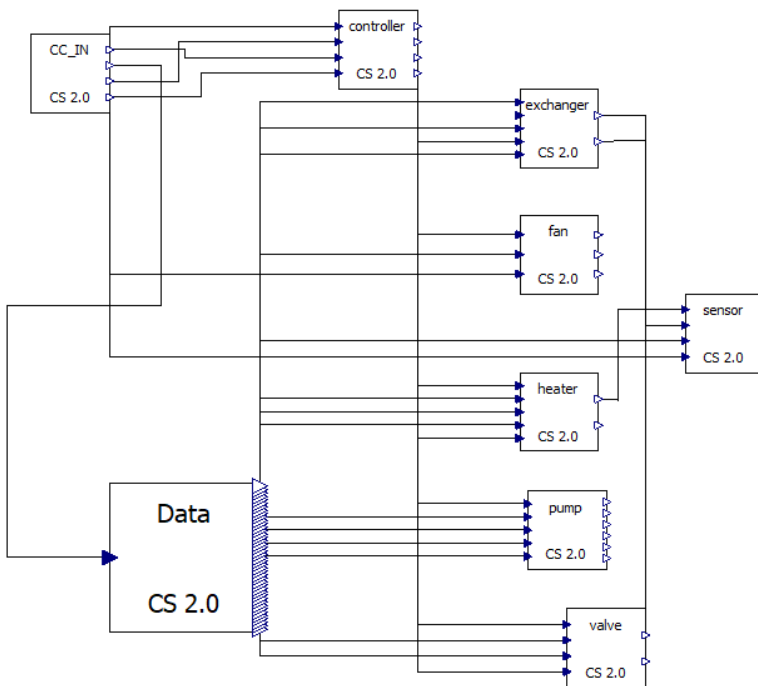 controller
CC_IN
CS 2.0
CS 2.0
exchanger
CS 2.0
fan
CS 2.0
sensor
CS 2.0
heater
CS 2.0
Data
CS 2.0
pump
CS 2.0
valve
CS 2.0